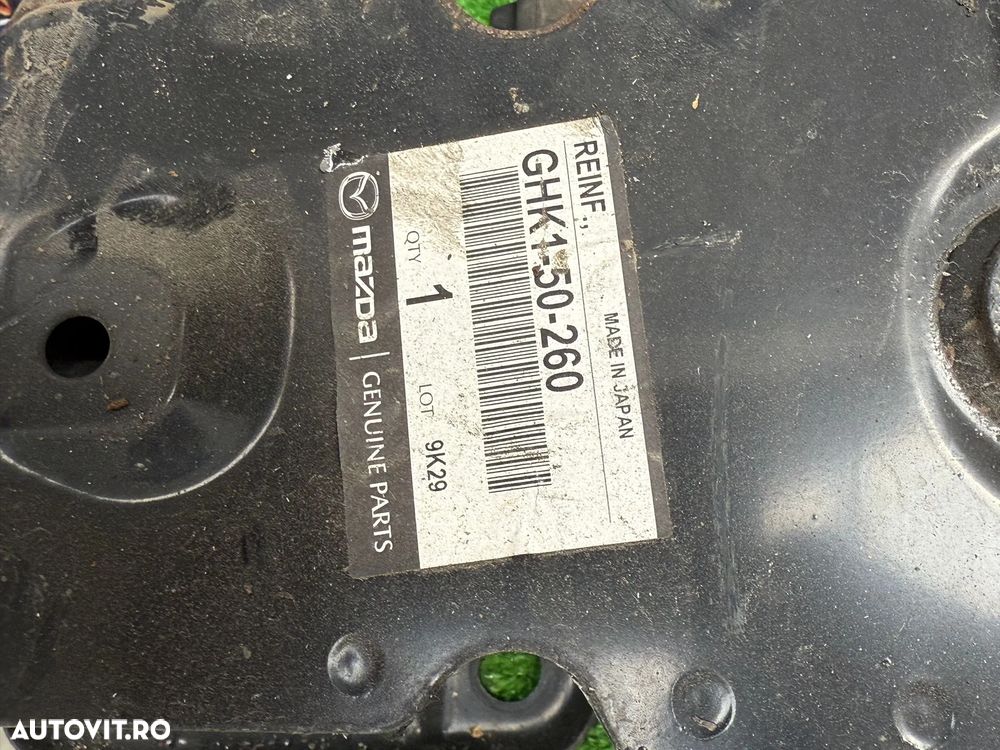 REINF.,
MADE IN JAPAN
GHK1-50-260
QTY 1 LOT 9K29
mazda | GENUINE PARTS
AUTOVIT.RO